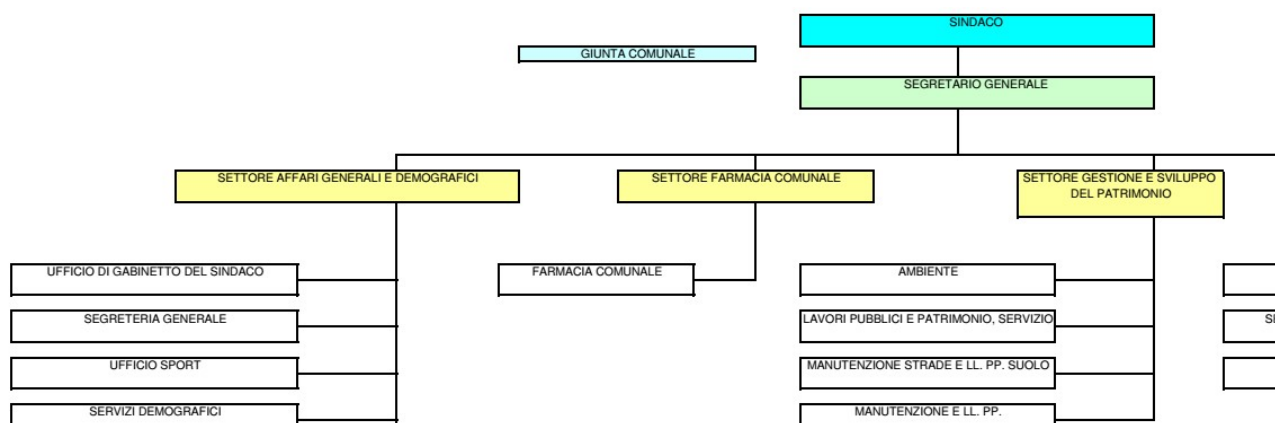 SINDACO
GIUNTA COMUNALE
SEGRETARIO GENERALE
SETTORE AFFARI GENERALI E DEMOGRAFICI
SETTORE FARMACIA COMUNALE
SETTORE GESTIONE E SVILUPPO
DEL PATRIMONIO
UFFICIO DI GABINETTO DEL SINDACO
FARMACIA COMUNALE
AMBIENTE
SEGRETERIA GENERALE
LAVORI PUBBLICI E PATRIMONIO, SERVIZIO
UFFICIO SPORT
MANUTENZIONE STRADE E LL. PP. SUOLO
SERVIZI DEMOGRAFICI
MANUTENZIONE E LL. PP.